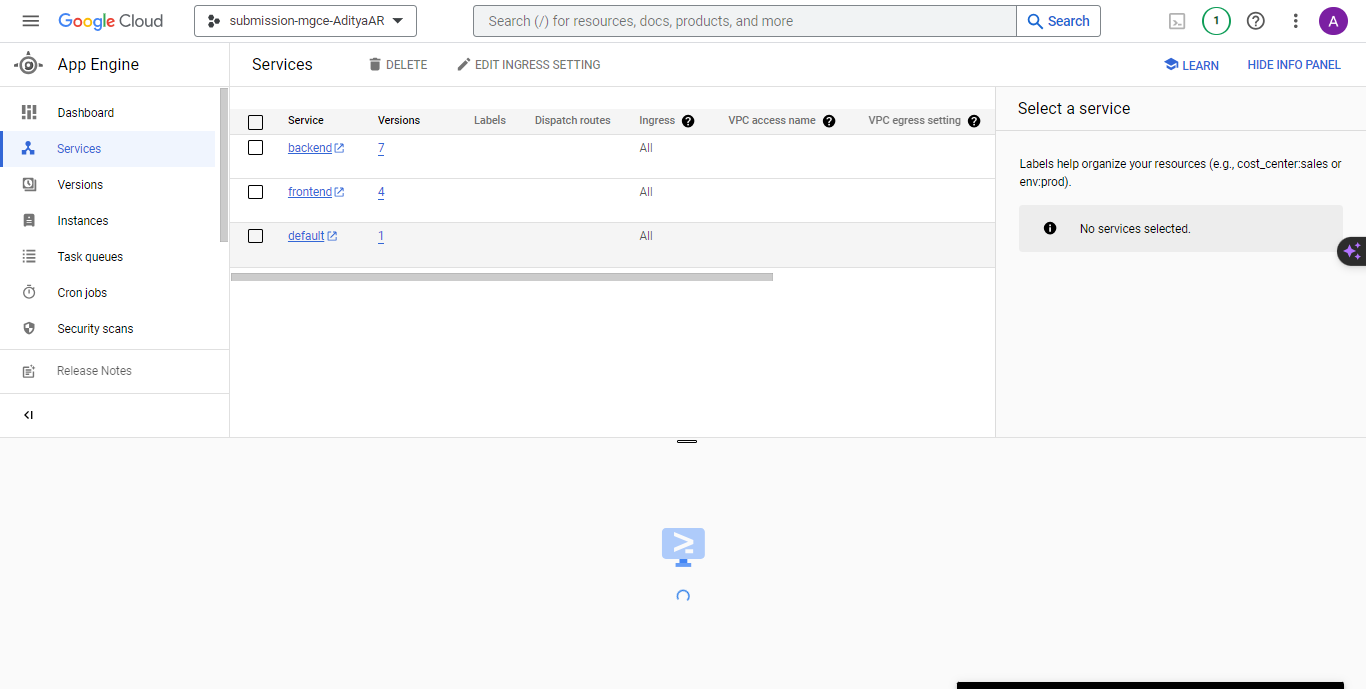 Google Cloud
submission-mgce-AdityaAR
Search (/) for resources, docs, products, and more
Search
1
A
App Engine
Services
DELETE
EDIT INGRESS SETTING
LEARN
HIDE INFO PANEL
Dashboard
Services
Versions
Instances
Task queues
Cron jobs
Security scans
Release Notes
Service Versions Labels Dispatch routes Ingress VPC access name VPC egress setting
backend 7 All
frontend 4 All
default 1 All
Select a service
Labels help organize your resources (e.g., cost_center:sales or
env:prod).
No services selected.